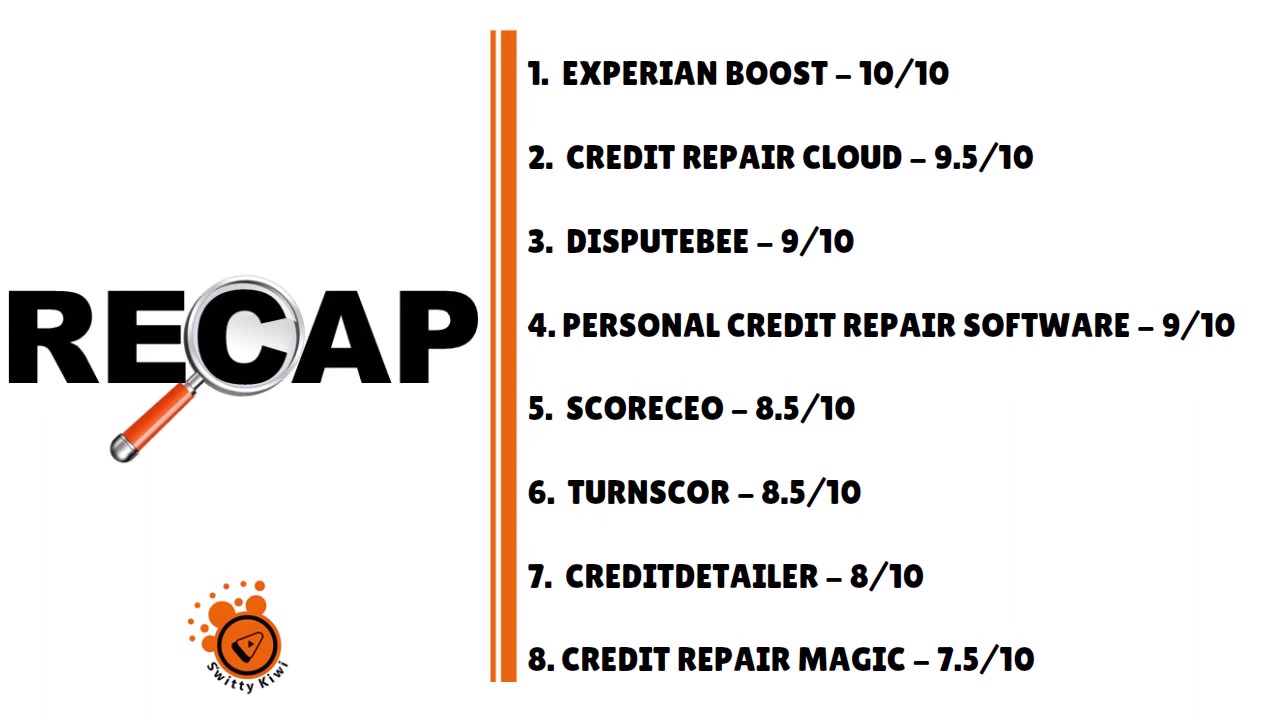 RECAP
1. EXPERIAN BOOST – 10/10
2. CREDIT REPAIR CLOUD – 9.5/10
3. DISPUTEBEE – 9/10
4. PERSONAL CREDIT REPAIR SOFTWARE – 9/10
5. SCORECEO – 8.5/10
6. TURNSCOR – 8.5/10
7. CREDITDETAILER – 8/10
8. CREDIT REPAIR MAGIC – 7.5/10
Switty Kiwi